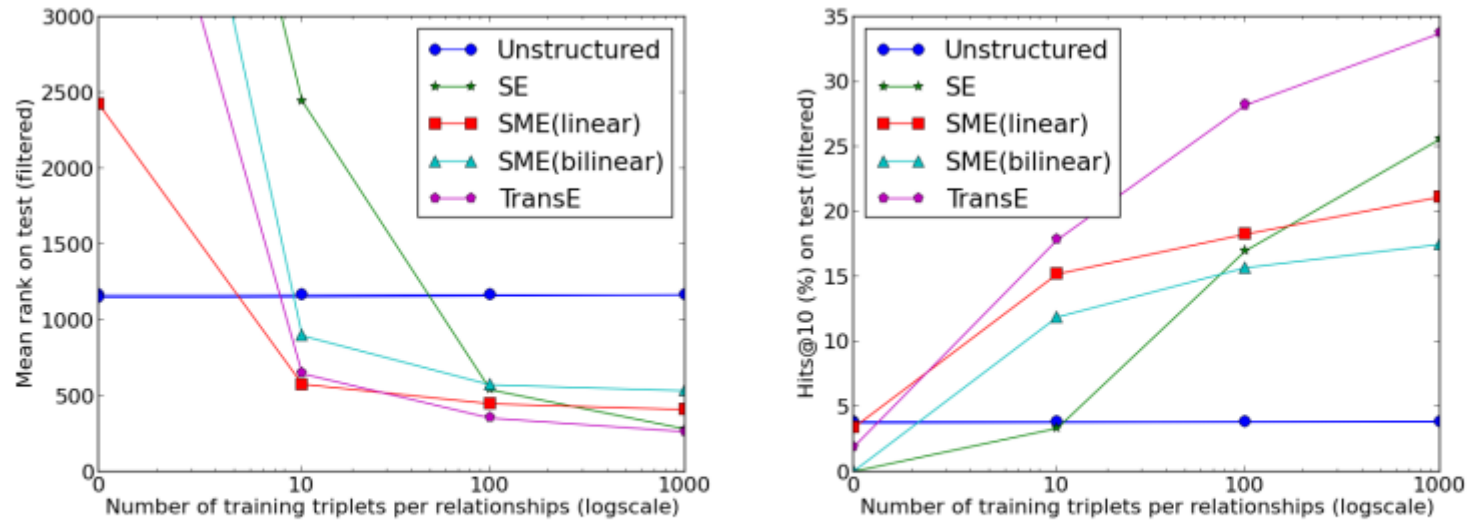 3000
2500
2000
1500
1000
500
0
Mean rank on test (filtered)
Unstructured
SE
SME(linear)
SME(bilinear)
TransE
0 10 100 1000
Number of training triplets per relationships (logscale)
35
30
25
20
15
10
5
0
Hits@10 (%) on test (filtered)
Unstructured
SE
SME(linear)
SME(bilinear)
TransE
0 10 100 1000
Number of training triplets per relationships (logscale)